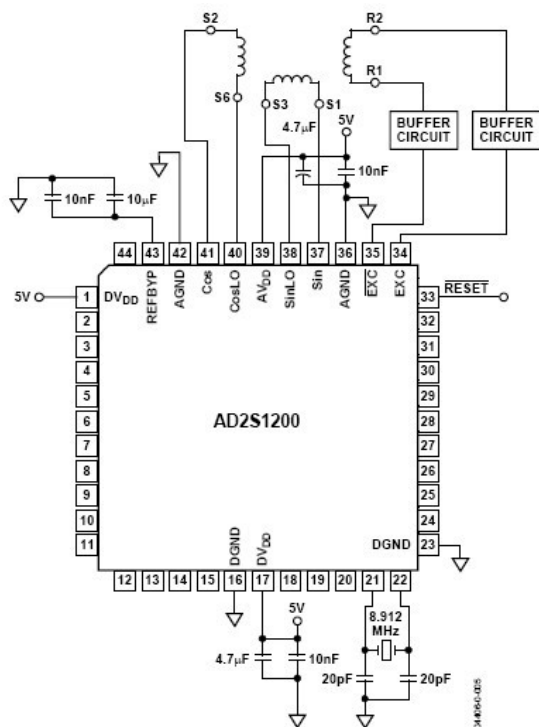 S2
R2
S6
S3
S1
R1
4.7µF
5V
BUFFER CIRCUIT
BUFFER CIRCUIT
10nF
10nF
10µF
44 43 42 41 40 39 38 37 36 35 34
DVDD
REFBYP
AGND
Cos
CosLO
AVDD
SinLO
Sin
AGND
EXC
EXC
5V
1
2
3
4
5
6
7
8
9
10
11
33
RESET
32
31
30
29
28
27
26
25
24
23
AD2S1200
DGND
DGND
DVDD
12 13 14 15 16 17 18 19 20 21 22
5V
4.7µF
10nF
8.912 MHz
20pF
20pF